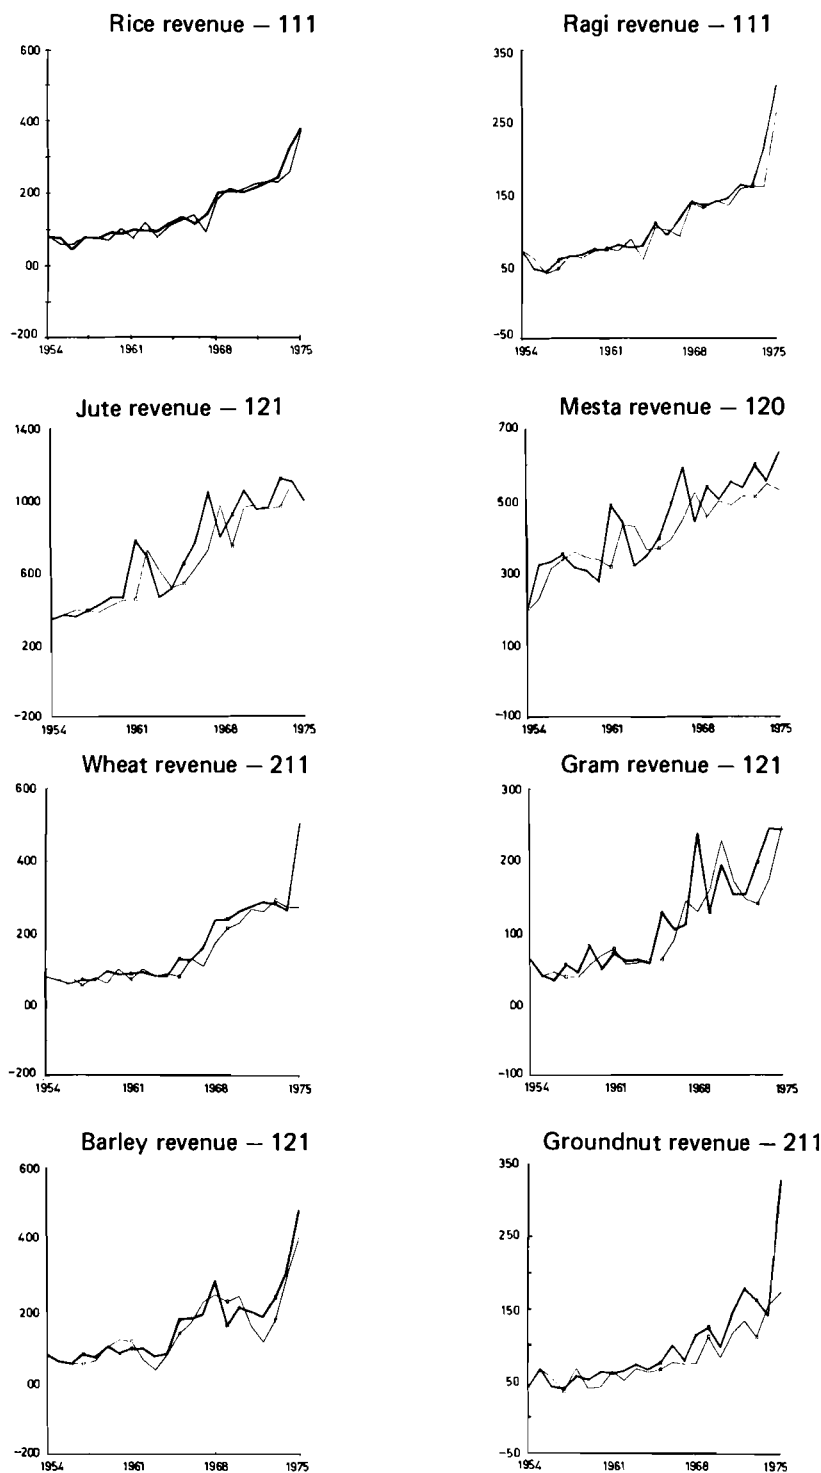 Rice revenue – 111
600
400
200
00
-200
1954 1961 1968 1975
Ragi revenue – 111
350
250
150
50
-50
1954 1961 1968 1975
Jute revenue – 121
1400
1000
600
200
-200
1954 1961 1968 1975
Mesta revenue – 120
700
500
300
100
-100
1954 1961 1968 1975
Wheat revenue – 211
600
400
200
00
-200
1954 1961 1968 1975
Gram revenue – 121
300
200
100
00
-100
1954 1961 1968 1975
Barley revenue – 121
600
400
200
00
-200
1954 1961 1968 1975
Groundnut revenue – 211
350
250
150
50
-50
1954 1961 1968 1975